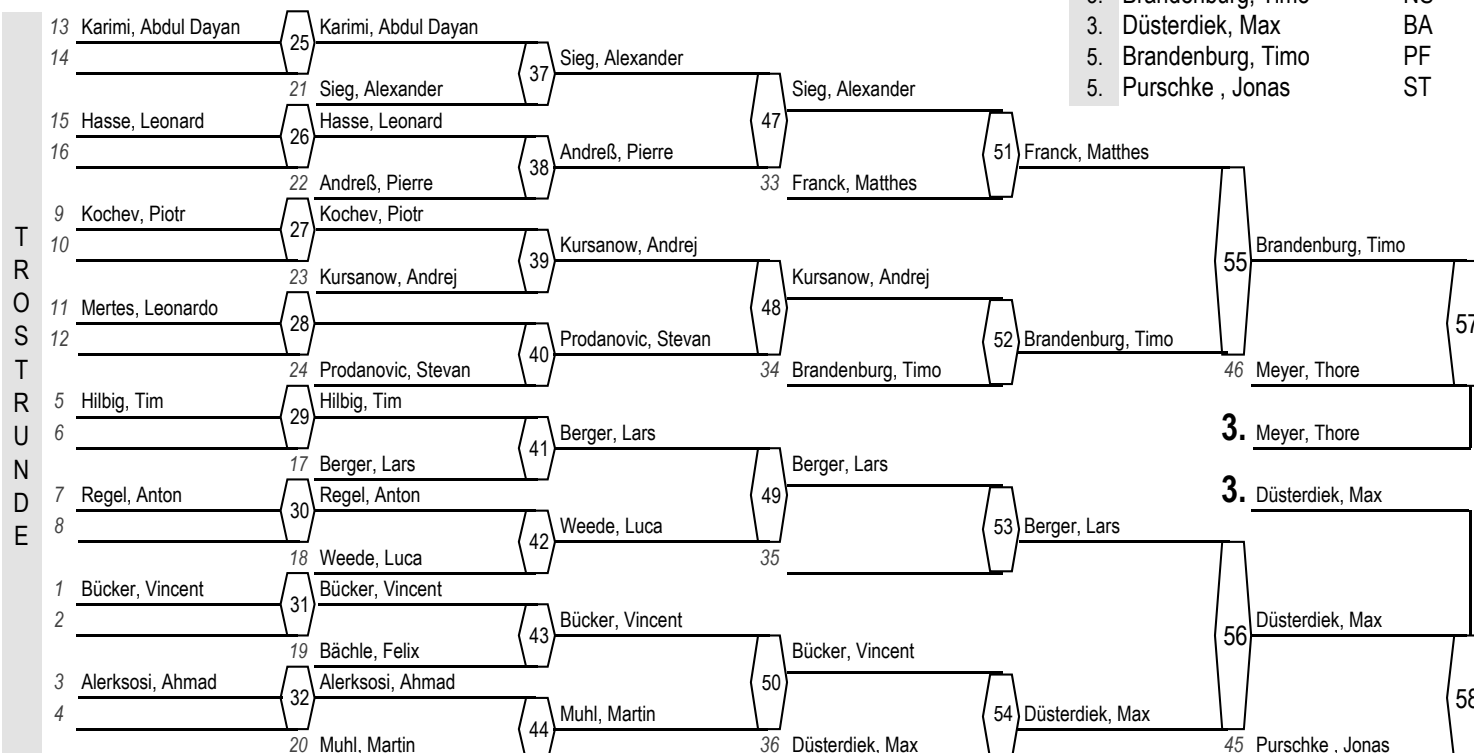 Brandenburg, Timo
3. Düsterdiek, Max BA
5. Brandenburg, Timo PF
5. Purschke , Jonas ST
TROSTRUNDE
13 Karimi, Abdul Dayan
14
15 Hasse, Leonard
16
9 Kochev, Piotr
10
11 Mertes, Leonardo
12
5 Hilbig, Tim
6
7 Regel, Anton
8
1 Bücker, Vincent
2
3 Alerksosi, Ahmad
4
25
26
27
28
29
30
31
32
Karimi, Abdul Dayan
21 Sieg, Alexander
Hasse, Leonard
22 Andreß, Pierre
Kochev, Piotr
23 Kursanow, Andrej
24 Prodanovic, Stevan
Hilbig, Tim
17 Berger, Lars
Regel, Anton
18 Weede, Luca
Bücker, Vincent
19 Bächle, Felix
Alerksosi, Ahmad
20 Muhl, Martin
37
38
39
40
41
42
43
44
Sieg, Alexander
Andreß, Pierre
Kursanow, Andrej
Prodanovic, Stevan
Berger, Lars
Weede, Luca
Bücker, Vincent
Muhl, Martin
47
48
49
50
Sieg, Alexander
33 Franck, Matthes
Kursanow, Andrej
34 Brandenburg, Timo
Berger, Lars
35
Bücker, Vincent
36 Düsterdiek, Max
51
52
53
54
Franck, Matthes
Brandenburg, Timo
Berger, Lars
Düsterdiek, Max
55
56
Brandenburg, Timo
46 Meyer, Thore
3. Meyer, Thore
3. Düsterdiek, Max
Düsterdiek, Max
45 Purschke , Jonas
57
58